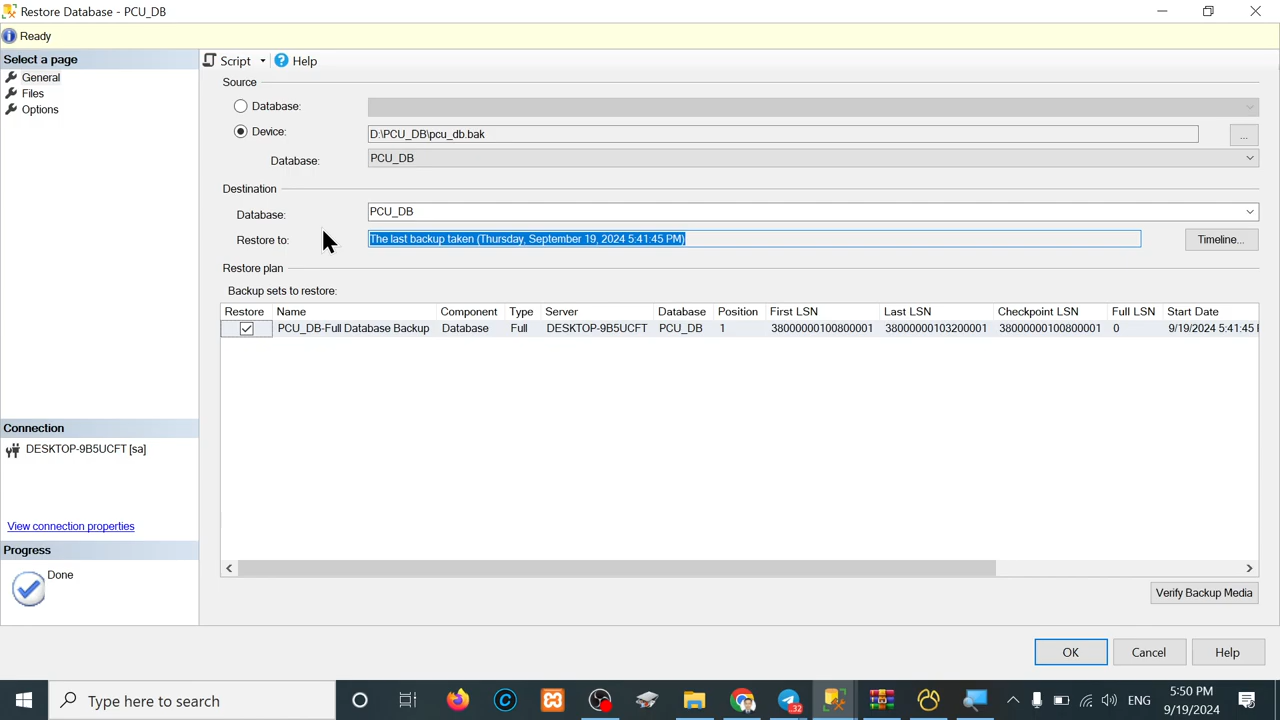 Restore Database - PCU_DB
Ready
Select a page
General
Files
Options
Script
Help
Source
Database:
Device:
D:\PCU_DB\pcu_db.bak
...
Database:
PCU_DB
Destination
Database:
PCU_DB
Restore to:
The last backup taken (Thursday, September 19, 2024 5:41:45 PM)
Timeline...
Restore plan
Backup sets to restore:
Restore Name Component Type Server Database Position First LSN Last LSN Checkpoint LSN Full LSN Start Date
PCU_DB-Full Database Backup Database Full DESKTOP-9B5UCFT PCU_DB 1 38000000100800001 38000000103200001 38000000100800001 0 9/19/2024 5:41:45
Connection
DESKTOP-9B5UCFT [sa]
View connection properties
Progress
Done
Verify Backup Media
OK
Cancel
Help
Type here to search
32
ENG
5:50 PM
9/19/2024